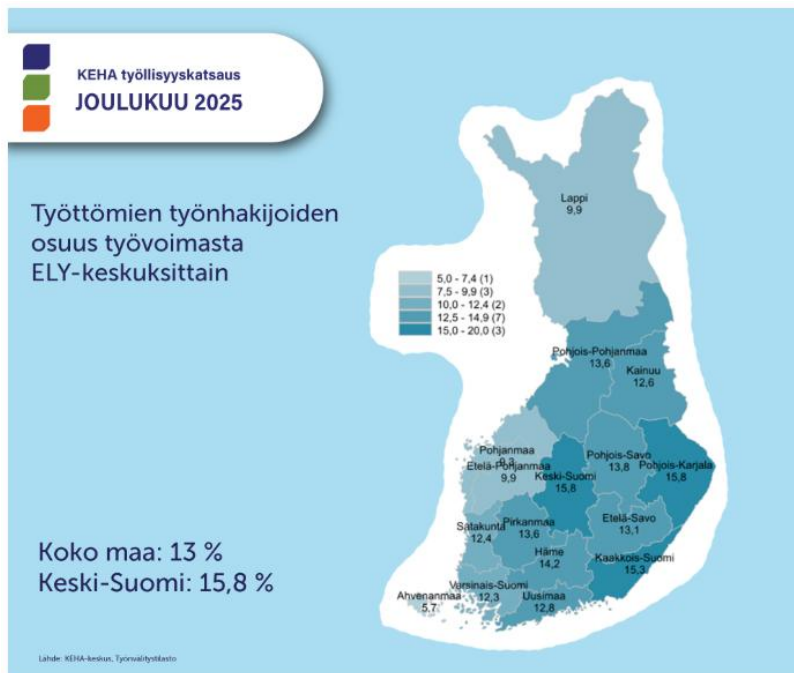 KEHA työllisyyskatsaus
JOULUKUU 2025
Työttömien työnhakijoiden
osuus työvoimasta
ELY-keskuksittain
Lappi
9,9
5,0 - 7,4 (1)
7,5 - 9,9 (3)
10,0 - 12,4 (2)
12,5 - 14,9 (7)
15,0 - 20,0 (3)
Pohjois-Pohjanmaa
13,6
Kainuu
12,6
Pohjanmaa
9,3
Etelä-Pohjanmaa
9,9
Keski-Suomi
15,8
Pohjois-Savo
13,8
Pohjois-Karjala
15,8
Satakunta
12,4
Pirkanmaa
13,6
Etelä-Savo
13,1
Häme
14,2
Kaakkois-Suomi
15,3
Varsinais-Suomi
12,3
Uusimaa
12,8
Ahvenanmaa
5,7
Koko maa: 13 %
Keski-Suomi: 15,8 %
Lähde: KEHA-keskus, Työnvälitystilasto